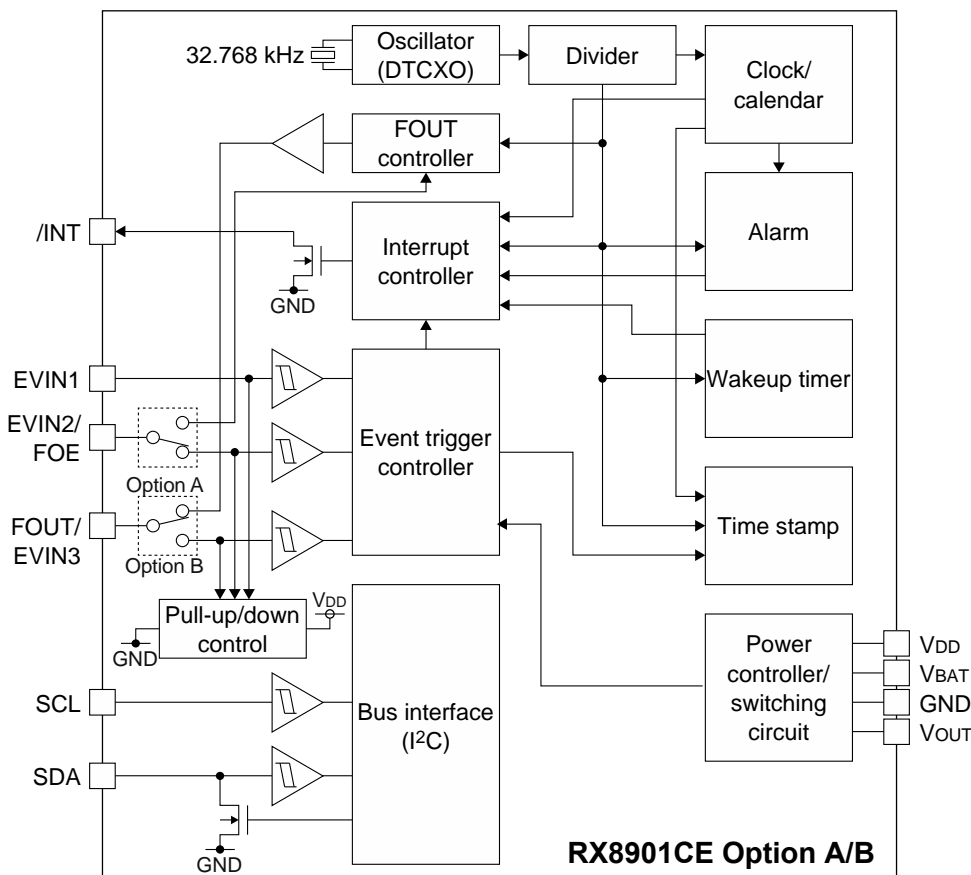 32.768 kHz
Oscillator
(DTCXO)
Divider
Clock/
calendar
FOUT
controller
/INT
Interrupt
controller
Alarm
GND
EVIN1
Wakeup timer
EVIN2/
FOE
Event trigger
controller
Option A
FOUT/
EVIN3
Option B
Time stamp
Pull-up/down
control
VDD
GND
Power
controller/
switching
circuit
VDD
VBAT
GND
VOUT
SCL
Bus interface
(I²C)
SDA
GND
RX8901CE Option A/B